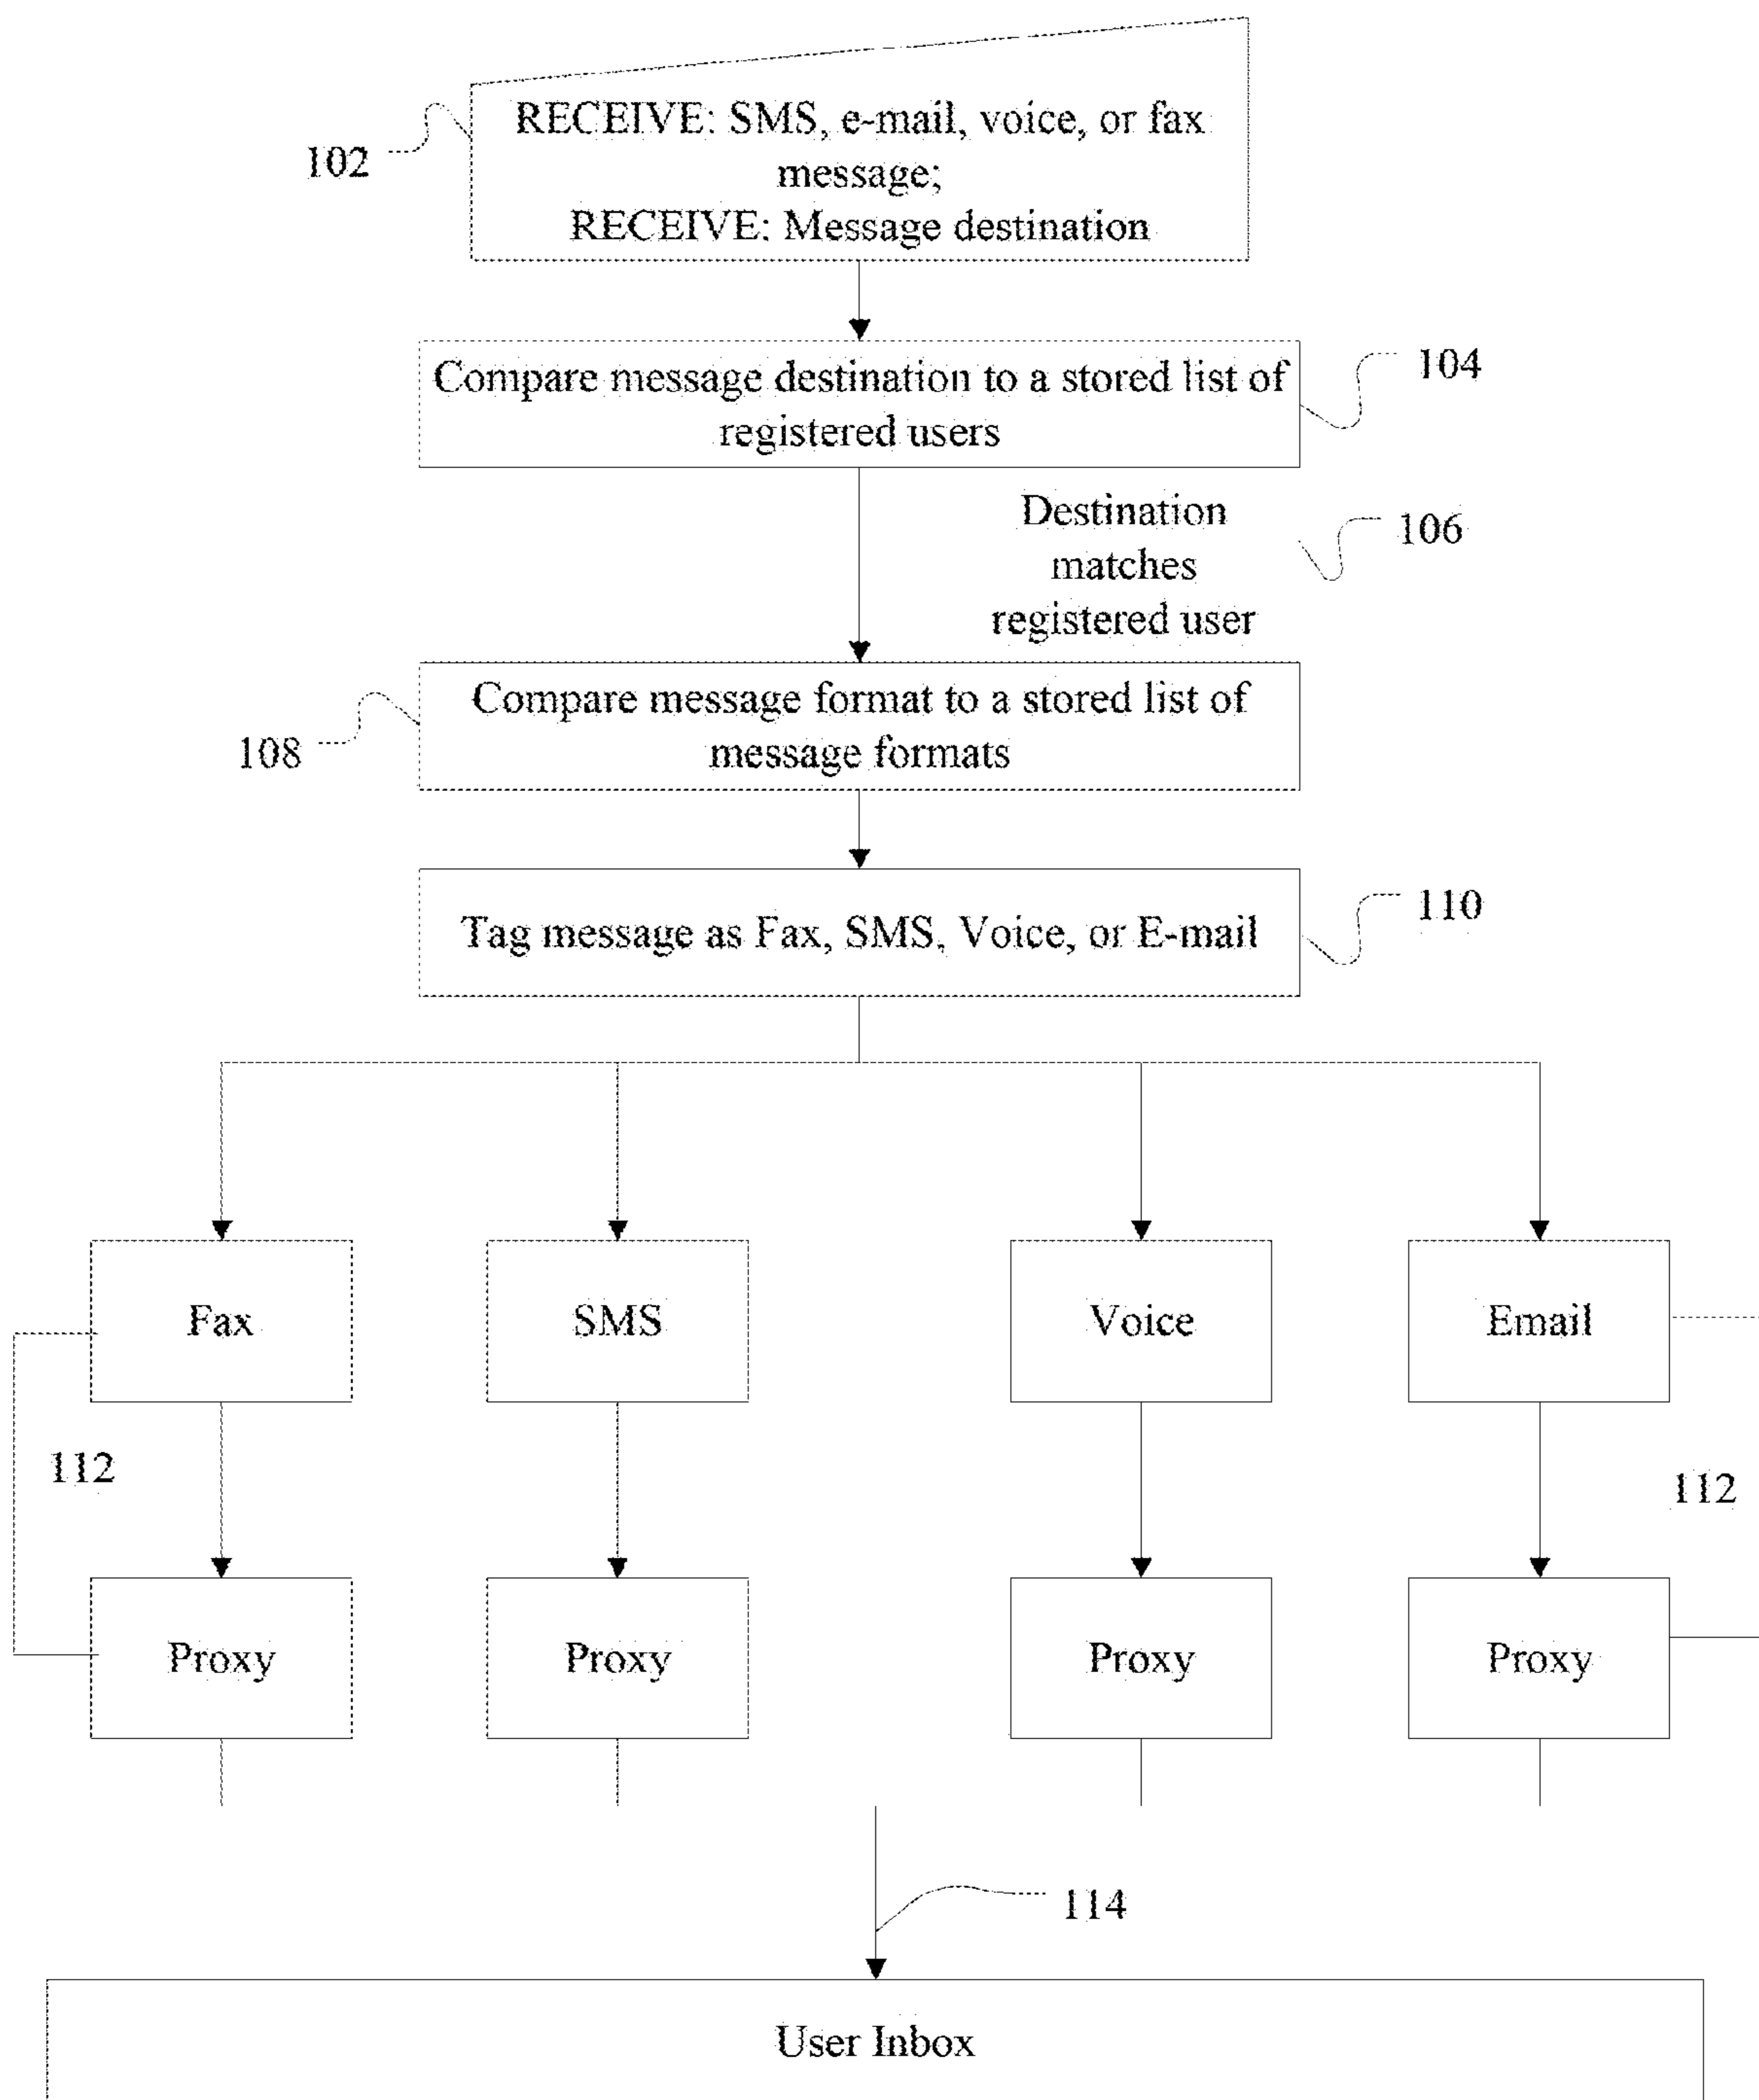 RECEIVE: SMS, e-mail, voice, or fax
message;
RECEIVE: Message destination
102
Compare message destination to a stored list of
registered users
104
Destination
matches
registered user
106
Compare message format to a stored list of
message formats
108
Tag message as Fax, SMS, Voice, or E-mail
110
Fax
SMS
Voice
Email
112
112
Proxy
Proxy
Proxy
Proxy
114
User Inbox